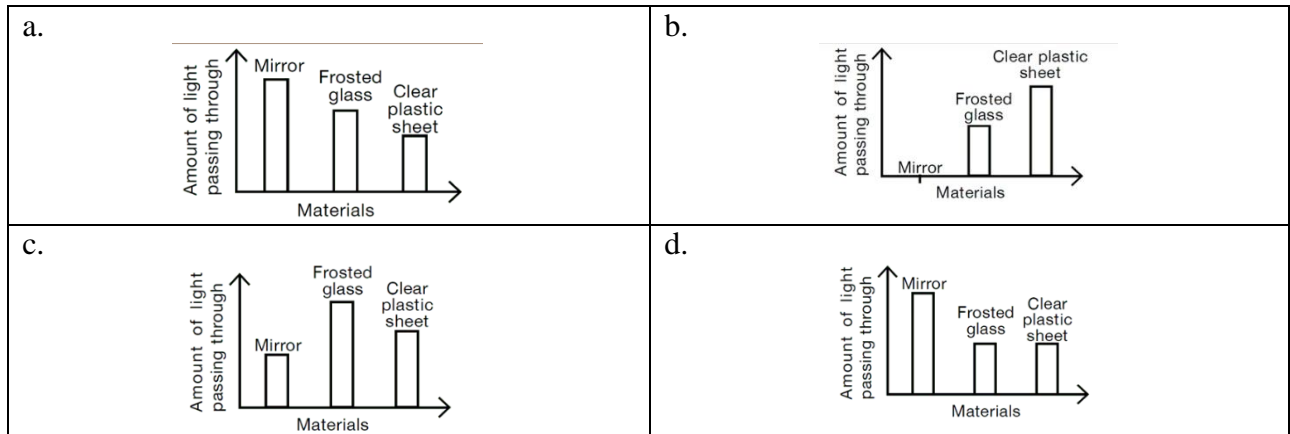 a.
Amount of light
passing through
Mirror
Frosted
glass
Clear
plastic
sheet
Materials
b.
Amount of light
passing through
Mirror
Frosted
glass
Clear plastic
sheet
Materials
c.
Amount of light
passing through
Mirror
Frosted
glass
Clear
plastic
sheet
Materials
d.
Amount of light
passing through
Mirror
Frosted
glass
Clear
plastic
sheet
Materials